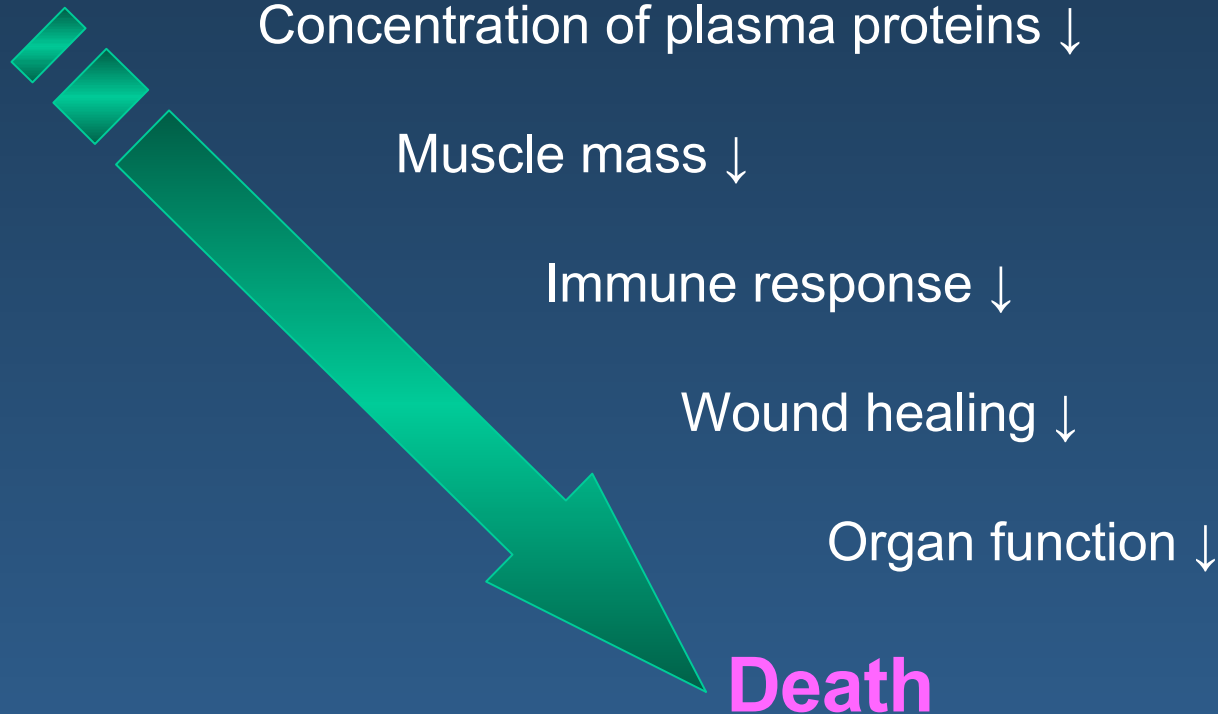 Concentration of plasma proteins ↓
Muscle mass ↓
Immune response ↓
Wound healing ↓
Organ function ↓
Death